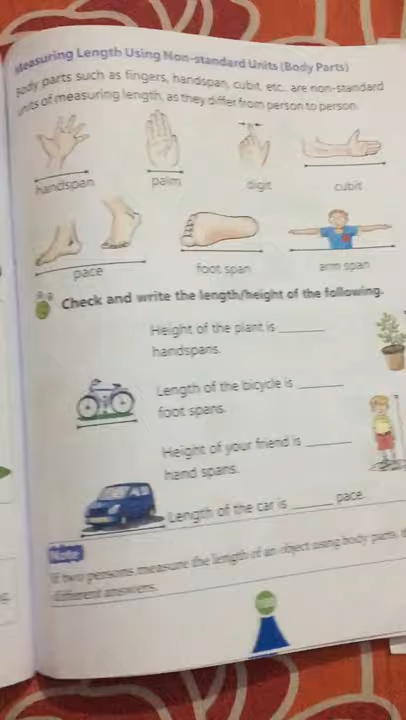 Measuring Length Using Non-standard Units (Body Parts)
Body parts such as fingers, handspan, cubit, etc., are non-standard
units of measuring length, as they differ from person to person.
handspan
palm
digit
cubit
pace
foot span
arm span
Check and write the length/height of the following.
Height of the plant is ______
handspans.
Length of the bicycle is ______
foot spans.
Height of your friend is ______
hand spans.
Length of the car is ______ pace.
Note
If two persons measure the length of an object using body parts,
different answers.